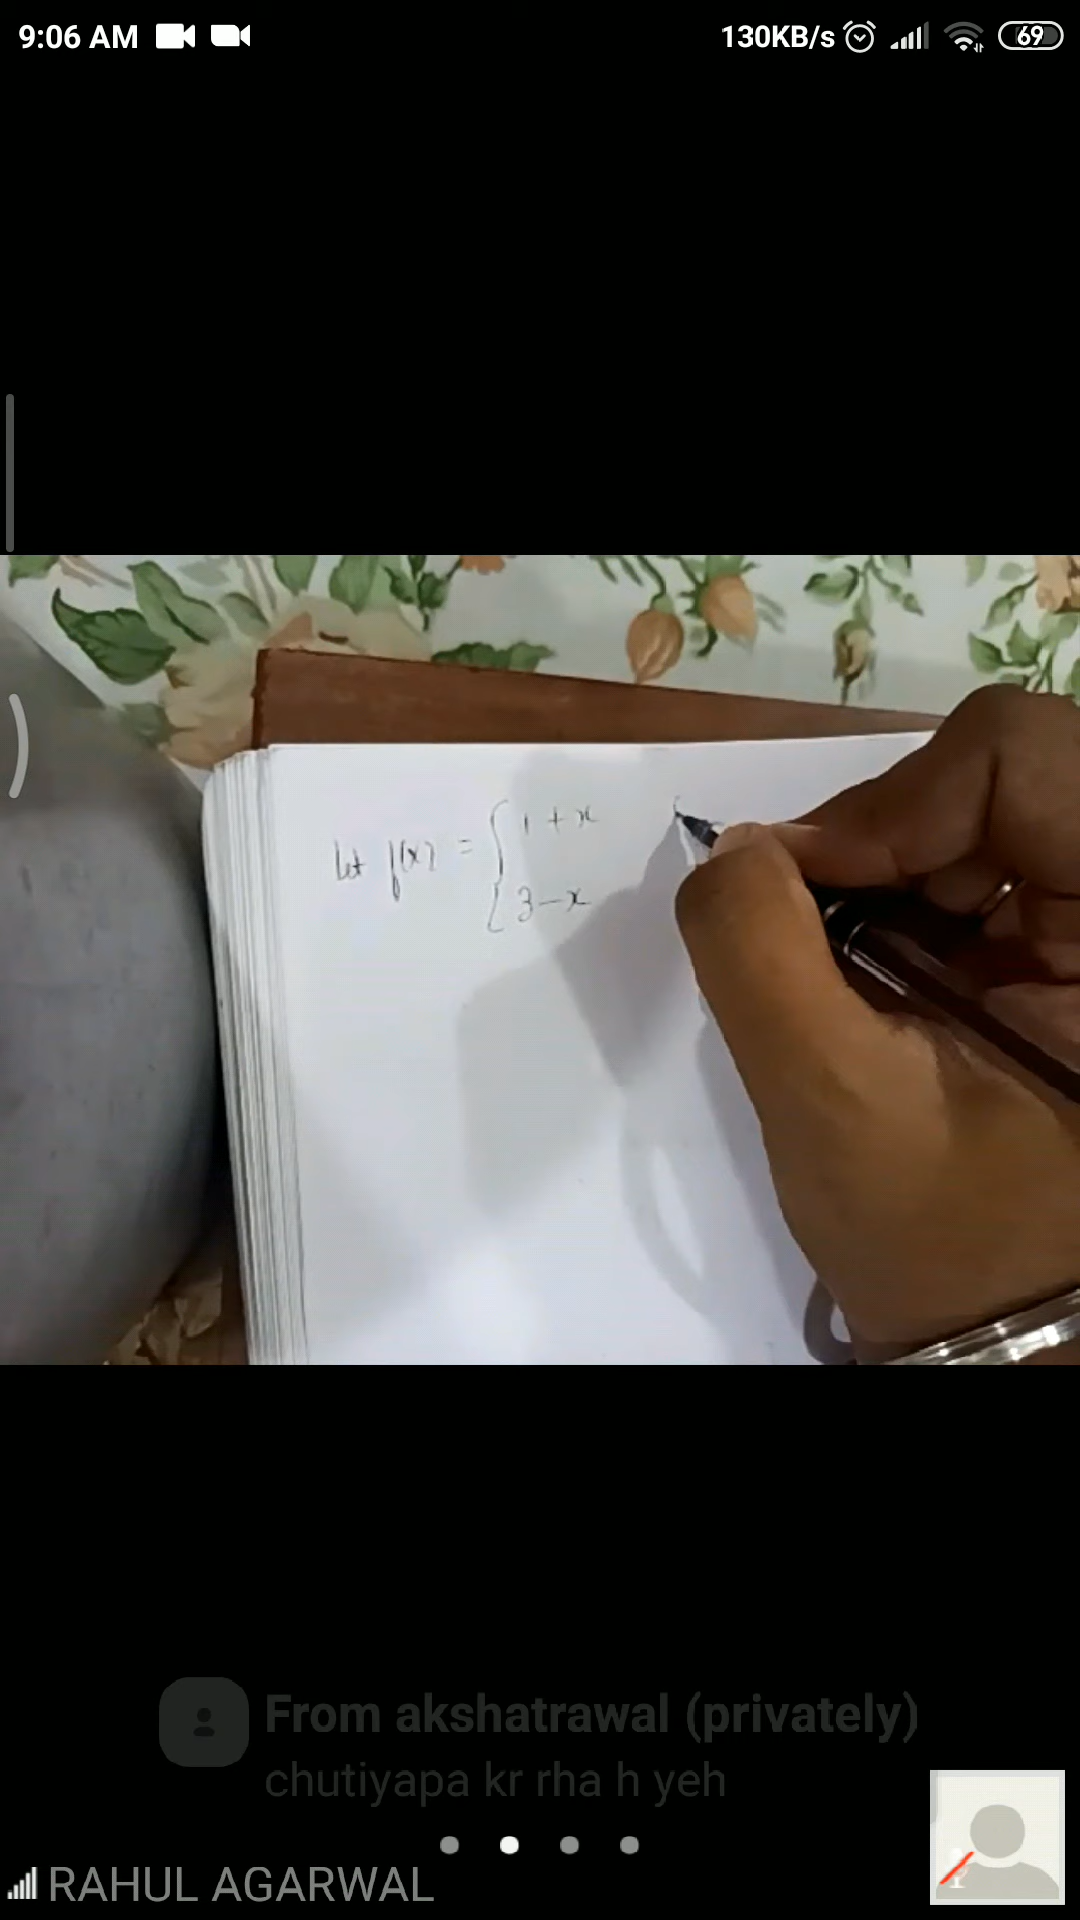 9:06 AM
130KB/s
69
let f(x) = { 1 + x
3 - x
From akshatrawal (privately)
chutiyapa kr rha h yeh
RAHUL AGARWAL